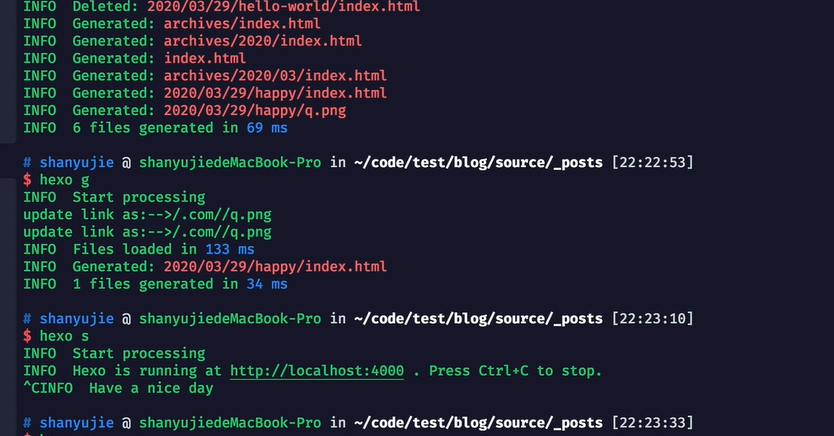 INFO  Deleted: 2020/03/29/hello-world/index.html
INFO  Generated: archives/index.html
INFO  Generated: archives/2020/index.html
INFO  Generated: index.html
INFO  Generated: archives/2020/03/index.html
INFO  Generated: 2020/03/29/happy/index.html
INFO  Generated: 2020/03/29/happy/q.png
INFO  6 files generated in 69 ms
# shanyujie @ shanyujiedeMacBook-Pro in ~/code/test/blog/source/_posts [22:22:53]
$ hexo g
INFO  Start processing
update link as:-->/.com//q.png
update link as:-->/.com//q.png
INFO  Files loaded in 133 ms
INFO  Generated: 2020/03/29/happy/index.html
INFO  1 files generated in 34 ms
# shanyujie @ shanyujiedeMacBook-Pro in ~/code/test/blog/source/_posts [22:23:10]
$ hexo s
INFO  Start processing
INFO  Hexo is running at http://localhost:4000 . Press Ctrl+C to stop.
^CINFO  Have a nice day
# shanyujie @ shanyujiedeMacBook-Pro in ~/code/test/blog/source/_posts [22:23:33]